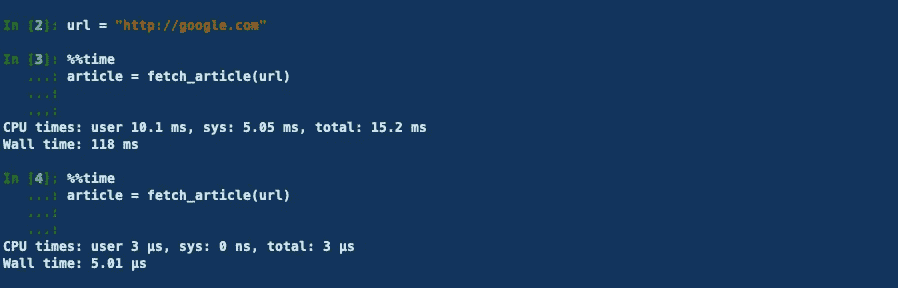 In [2]: url = "http://google.com"
In [3]: %%time
...: article = fetch_article(url)
...:
...:
CPU times: user 10.1 ms, sys: 5.05 ms, total: 15.2 ms
Wall time: 118 ms
In [4]: %%time
...: article = fetch_article(url)
...:
...:
CPU times: user 3 µs, sys: 0 ns, total: 3 µs
Wall time: 5.01 µs